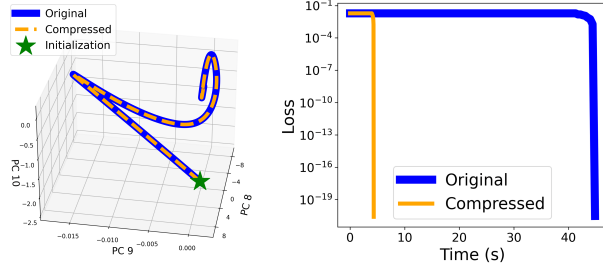 Original
Compressed
Initialization
0.0
−0.5
−1.0
−1.5
−2.0
−2.5
PC 10
−0.015
−0.010
−0.005
0.000
PC 9
−8
−4
0
4
8
PC 8
10⁻¹
10⁻⁴
10⁻⁷
10⁻¹⁰
10⁻¹³
10⁻¹⁶
10⁻¹⁹
Loss
Original
Compressed
0
20
40
10
30
Time (s)